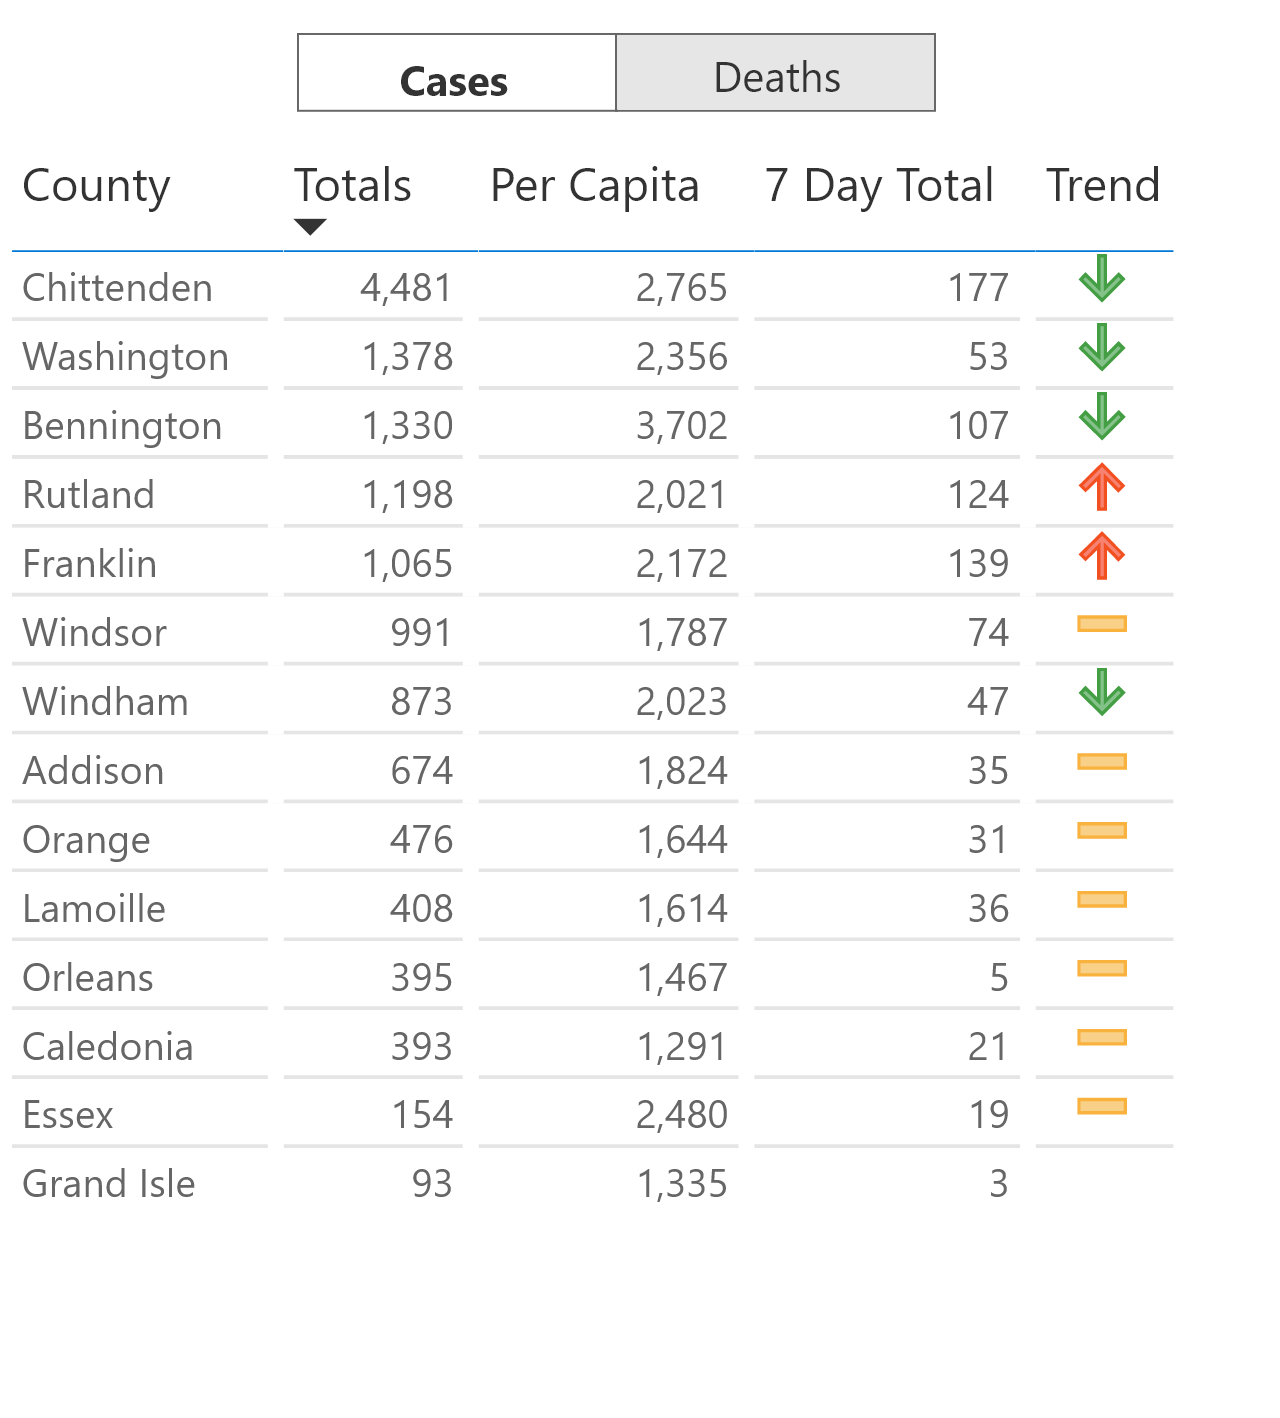 Cases Deaths
County Totals Per Capita 7 Day Total Trend
Chittenden 4,481 2,765 177
Washington 1,378 2,356 53
Bennington 1,330 3,702 107
Rutland 1,198 2,021 124
Franklin 1,065 2,172 139
Windsor 991 1,787 74
Windham 873 2,023 47
Addison 674 1,824 35
Orange 476 1,644 31
Lamoille 408 1,614 36
Orleans 395 1,467 5
Caledonia 393 1,291 21
Essex 154 2,480 19
Grand Isle 93 1,335 3